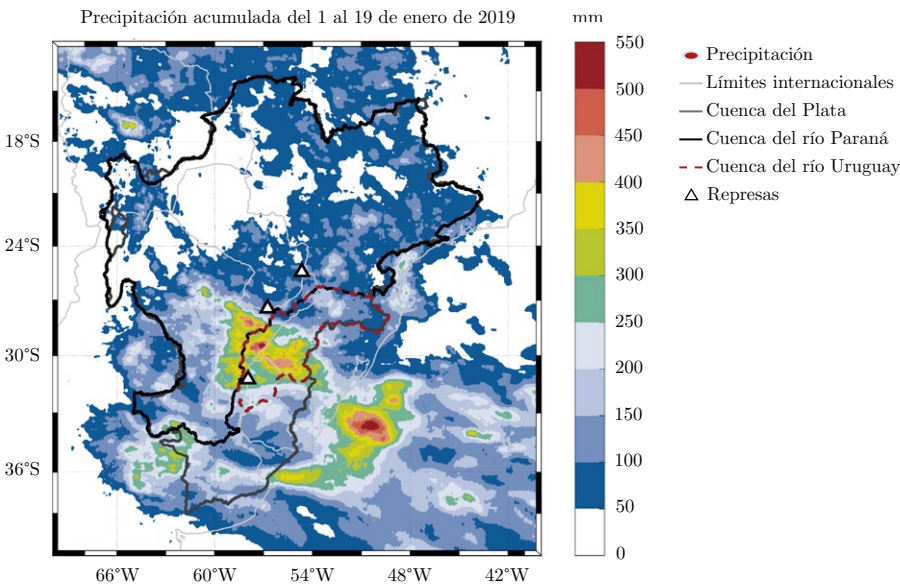 Precipitación acumulada del 1 al 19 de enero de 2019
mm
550
500
450
400
350
300
250
200
150
100
50
0
Precipitación
Límites internacionales
Cuenca del Plata
Cuenca del río Paraná
Cuenca del río Uruguay
Represas
18°S
24°S
30°S
36°S
66°W 60°W 54°W 48°W 42°W